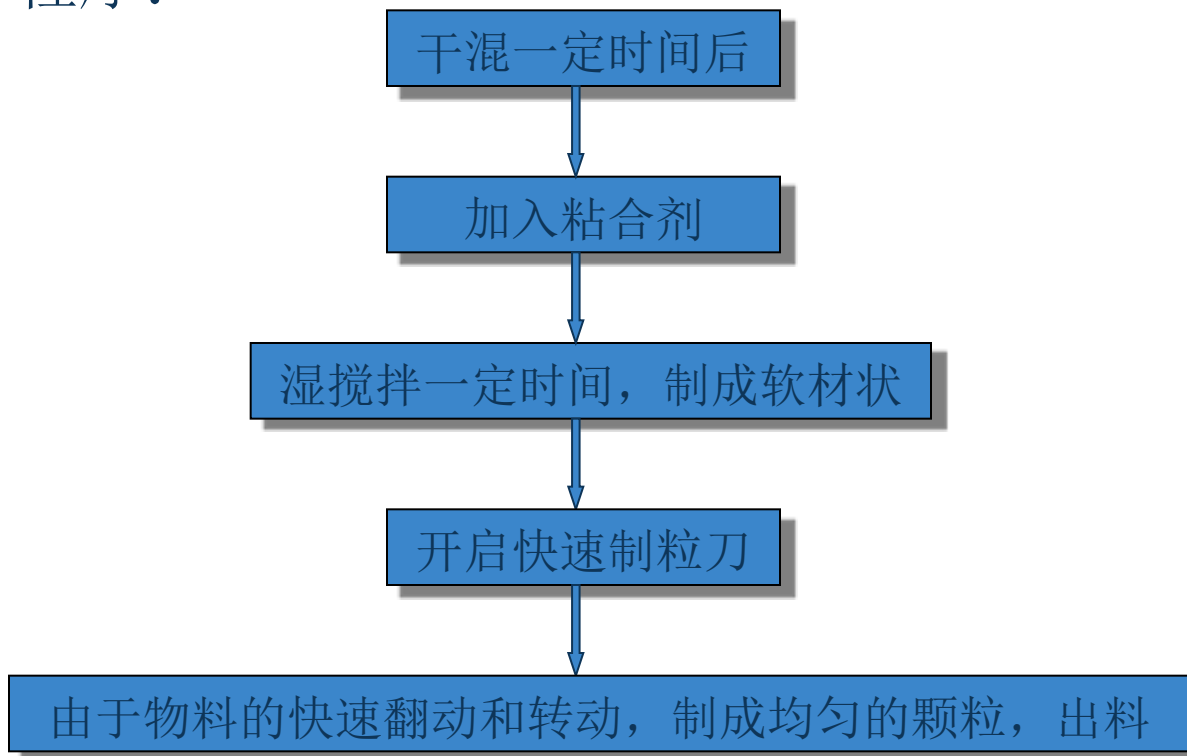 程序：
干混一定时间后
加入粘合剂
湿搅拌一定时间，制成软材状
开启快速制粒刀
由于物料的快速翻动和转动，制成均匀的颗粒，出料